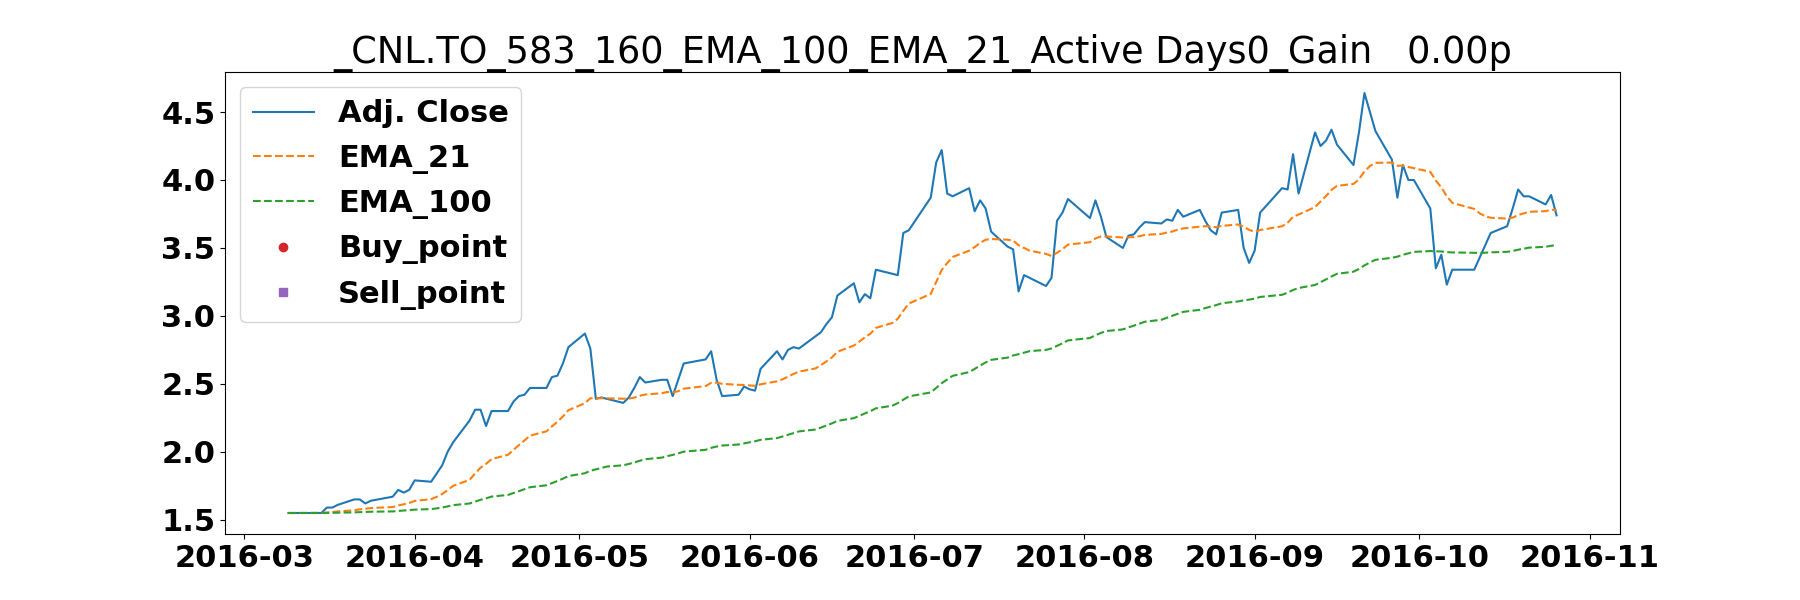 _CNL.TO_583_160_EMA_100_EMA_21_Active Days0_Gain   0.00p
Adj. Close
EMA_21
EMA_100
Buy_point
Sell_point
4.5
4.0
3.5
3.0
2.5
2.0
1.5
2016-03 2016-04 2016-05 2016-06 2016-07 2016-08 2016-09 2016-10 2016-11